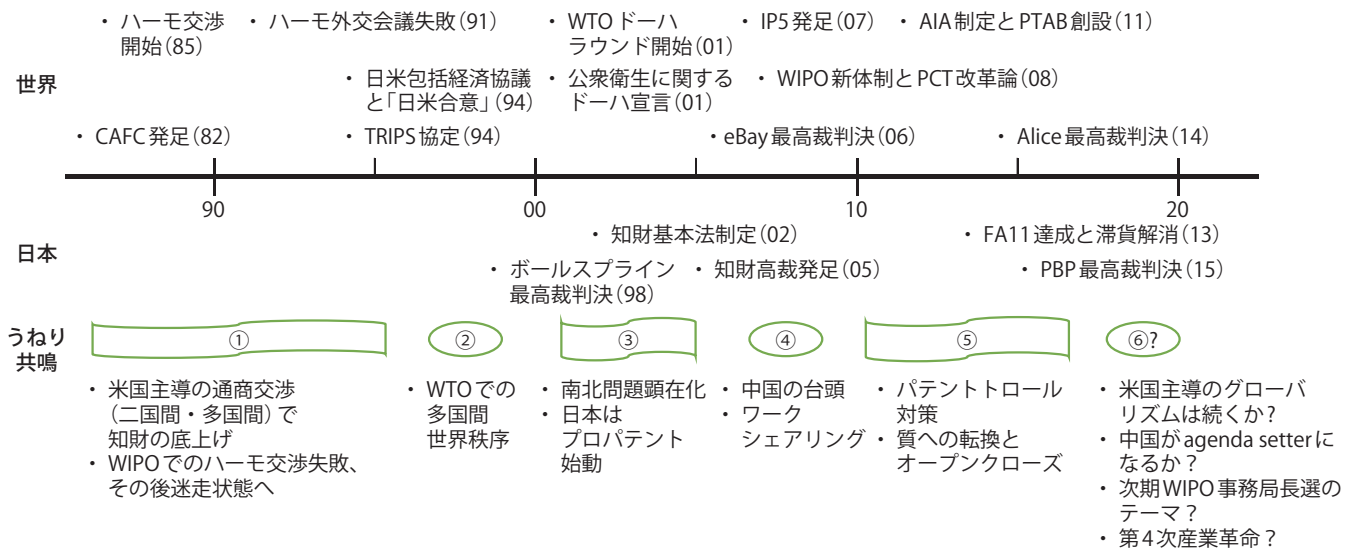 ・ ハーモ交渉
開始（85）
・ ハーモ外交会議失敗（91）
・ WTOドーハ
ラウンド開始（01）
・ IP5発足（07）
・ AIA制定とPTAB創設（11）
世界
・ 日米包括経済協議
と「日米合意」（94）
・ 公衆衛生に関する
ドーハ宣言（01）
・ WIPO新体制とPCT改革論（08）
・ CAFC発足（82）
・ TRIPS協定（94）
・eBay最高裁判決（06）
・ Alice最高裁判決（14）
90
00
10
20
日本
・ 知財基本法制定（02）
・ FA11達成と滞貨解消（13）
・ ボールスプライン
最高裁判決（98）
・ 知財高裁発足（05）
・ PBP最高裁判決（15）
うねり
共鳴
①
②
③
④
⑤
⑥?
・ 米国主導の通商交渉
（二国間・多国間）で
知財の底上げ
・ WIPOでのハーモ交渉失敗、
その後迷走状態へ
・ WTOでの
多国間
世界秩序
・ 南北問題顕在化
・ 日本は
プロパテント
始動
・ 中国の台頭
・ ワーク
シェアリング
・ パテントトロール
対策
・ 質への転換と
オープンクローズ
・ 米国主導のグローバ
リズムは続くか?
・ 中国がagenda setterに
なるか？
・ 次期WIPO事務局長選の
テーマ？
・ 第4次産業革命？